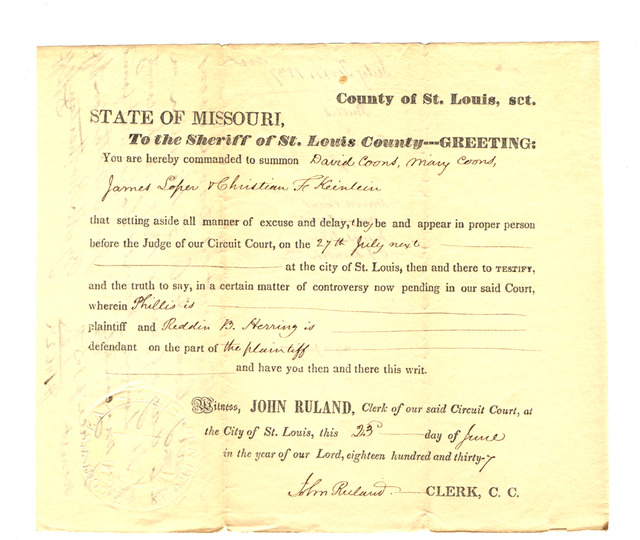 County of St. Louis, sct.
STATE OF MISSOURI,
To the Sheriff of St. Louis County---GREETING:
You are hereby commanded to summon David Coons, Mary Coons,
James Loper & Christian F Keinlein
that setting aside all manner of excuse and delay, they be and appear in proper person
before the Judge of our Circuit Court, on the 27th July next
at the city of St. Louis, then and there to TESTIFY,
and the truth to say, in a certain matter of controversy now pending in our said Court,
wherein Phillis is
plaintiff and Reddin B. Herring is
defendant on the part of the plaintiff
and have you then and there this writ.
Witness, JOHN RULAND, Clerk of our said Circuit Court, at
the City of St. Louis, this 23d day of June
in the year of our Lord, eighteen hundred and thirty-7
John Ruland CLERK, C. C.